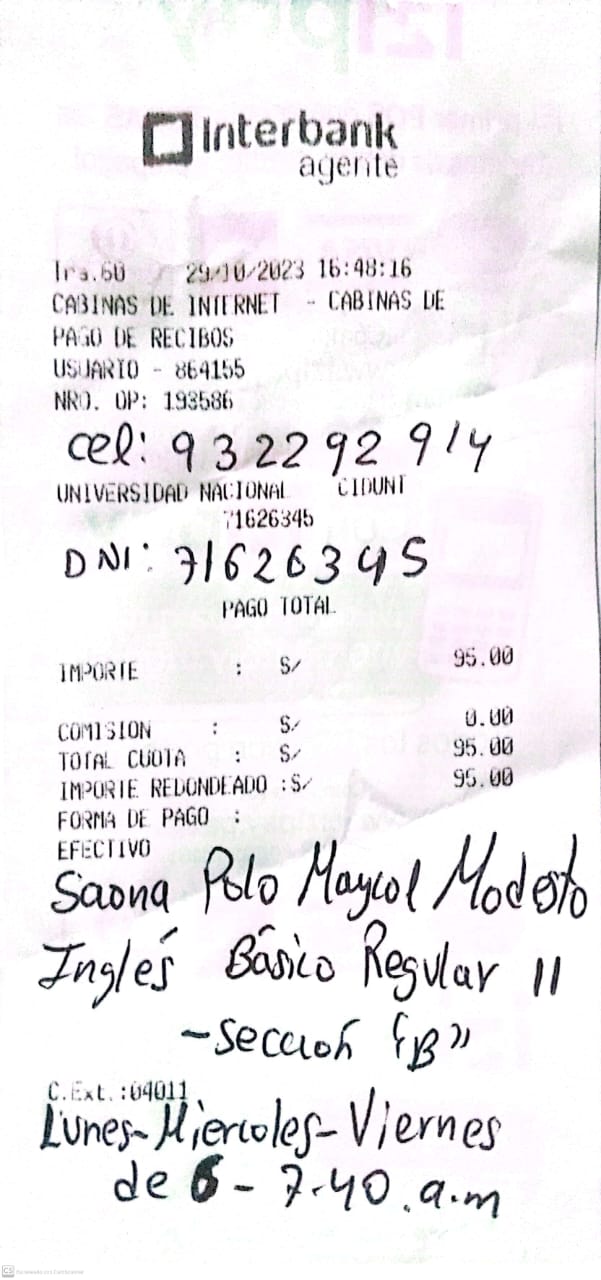 Interbank
agente
Trs.60 29/10/2023 16:48:16
CABINAS DE INTERNET - CABINAS DE
PAGO DE RECIBOS
USUARIO - 864155
NRO. OP: 193586
cel: 932292914
UNIVERSIDAD NACIONAL CIDUNT
71626345
DNI: 71626345
PAGO TOTAL
IMPORTE : S/ 95.00
COMISION : S/ 0.00
TOTAL CUOTA : S/ 95.00
IMPORTE REDONDEADO :S/ 95.00
FORMA DE PAGO :
EFECTIVO
Saona Polo Maycol Modesto
Inglés Básico Regular II
-sección "B"
C.Ext.:04011
Lunes-Miercoles-Viernes
de 6 - 7.40.a.m
CS